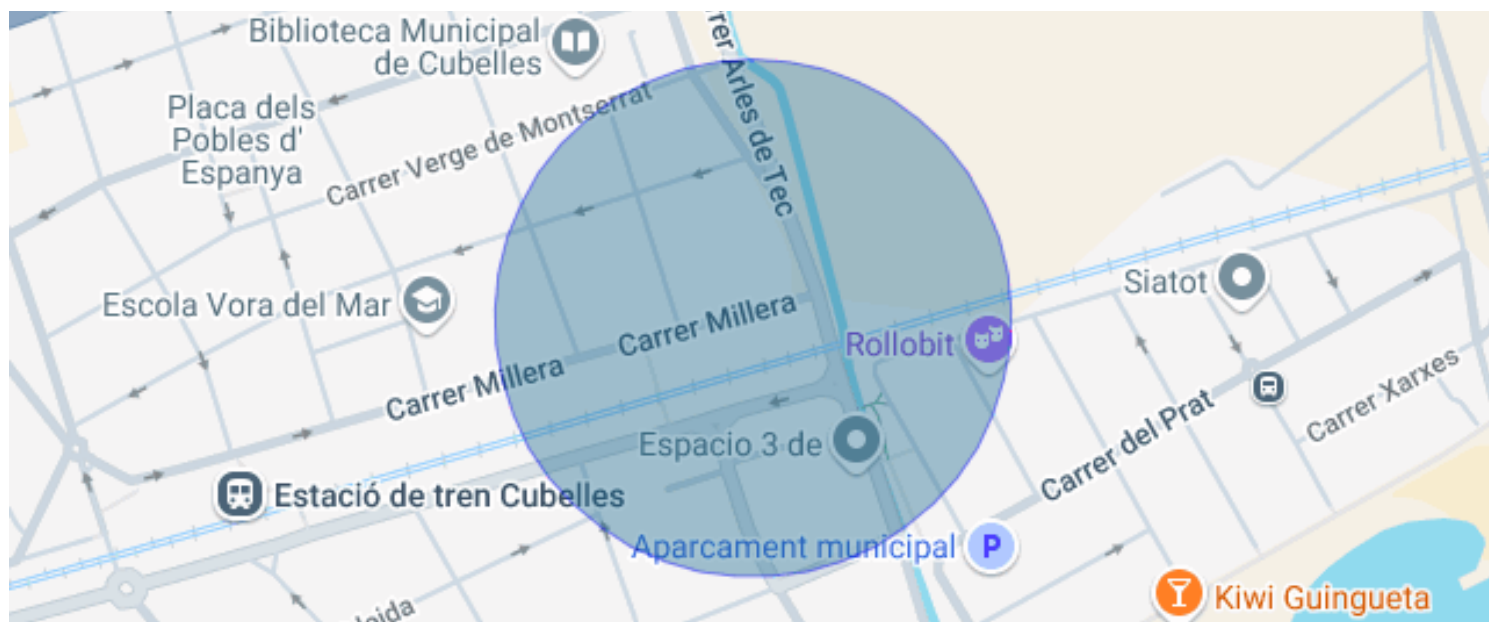 Biblioteca Municipal
de Cubelles
rrer Arles de Tec
Placa dels
Pobles d'
Espanya
Carrer Verge de Montserrat
Escola Vora del Mar
Siatot
Carrer Millera
Rollobit
Carrer Millera
Carrer Xarxes
Carrer del Prat
Espacio 3 de
Estació de tren Cubelles
Aparcament municipal
P
Kiwi Guingueta